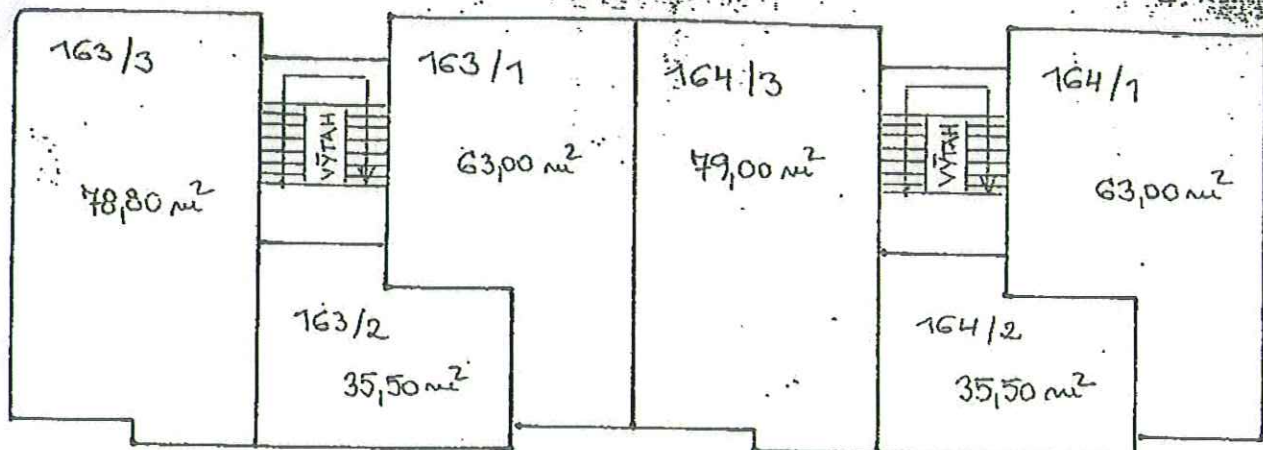 163/3
78,80 m²
VÝTAH
163/1
63,00 m²
163/2
35,50 m²
164/3
79,00 m²
VÝTAH
164/1
63,00 m²
164/2
35,50 m²